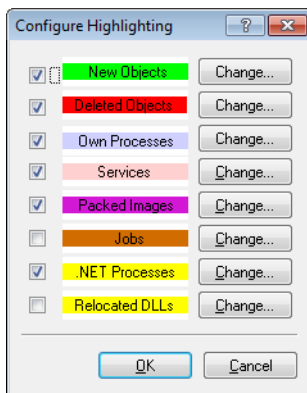 Configure Highlighting
New Objects Change...
Deleted Objects Change...
Own Processes Change...
Services Change...
Packed Images Change...
Jobs Change...
.NET Processes Change...
Relocated DLLs Change...
OK Cancel